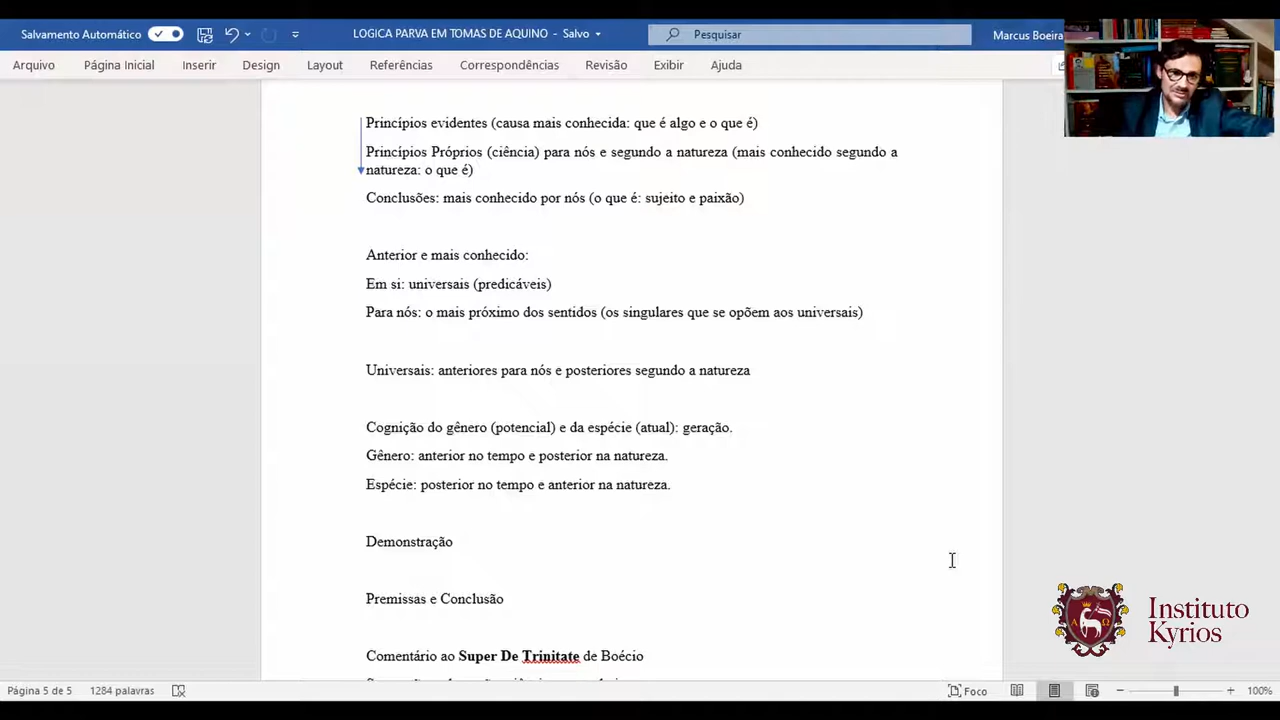 Salvamento Automático
LOGICA PARVA EM TOMAS DE AQUINO - Salvo
Pesquisar
Marcus Boeira
Arquivo Página Inicial Inserir Design Layout Referências Correspondências Revisão Exibir Ajuda
Princípios evidentes (causa mais conhecida: que é algo e o que é)
Princípios Próprios (ciência) para nós e segundo a natureza (mais conhecido segundo a
natureza: o que é)
Conclusões: mais conhecido por nós (o que é: sujeito e paixão)
Anterior e mais conhecido:
Em si: universais (predicáveis)
Para nós: o mais próximo dos sentidos (os singulares que se opõem aos universais)
Universais: anteriores para nós e posteriores segundo a natureza
Cognição do gênero (potencial) e da espécie (atual): geração.
Gênero: anterior no tempo e posterior na natureza.
Espécie: posterior no tempo e anterior na natureza.
Demonstração
Premissas e Conclusão
Comentário ao Super De Trinitate de Boécio
Α Ω
Instituto
Kyrios
Página 5 de 5 1284 palavras
Foco
100%